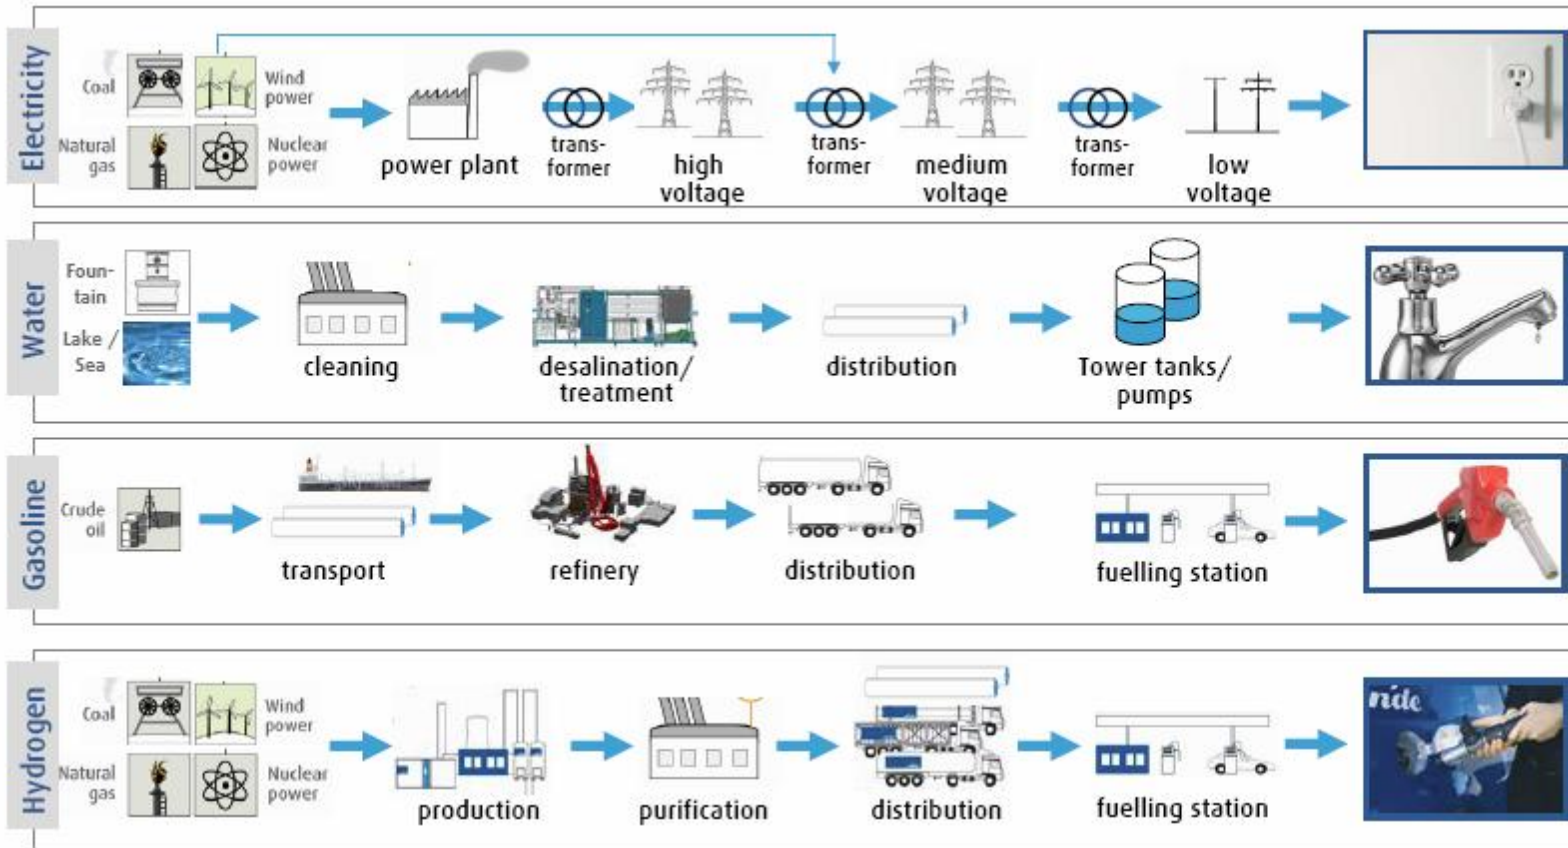 Electricity
Coal
Wind
power
Natural
gas
Nuclear
power
power plant
trans-
former
high
voltage
trans-
former
medium
voltage
trans-
former
low
voltage
Water
Foun-
tain
Lake /
Sea
cleaning
desalination/
treatment
distribution
Tower tanks/
pumps
Gasoline
Crude
oil
transport
refinery
distribution
fuelling station
Hydrogen
Coal
Wind
power
Natural
gas
Nuclear
power
production
purification
distribution
fuelling station
ride